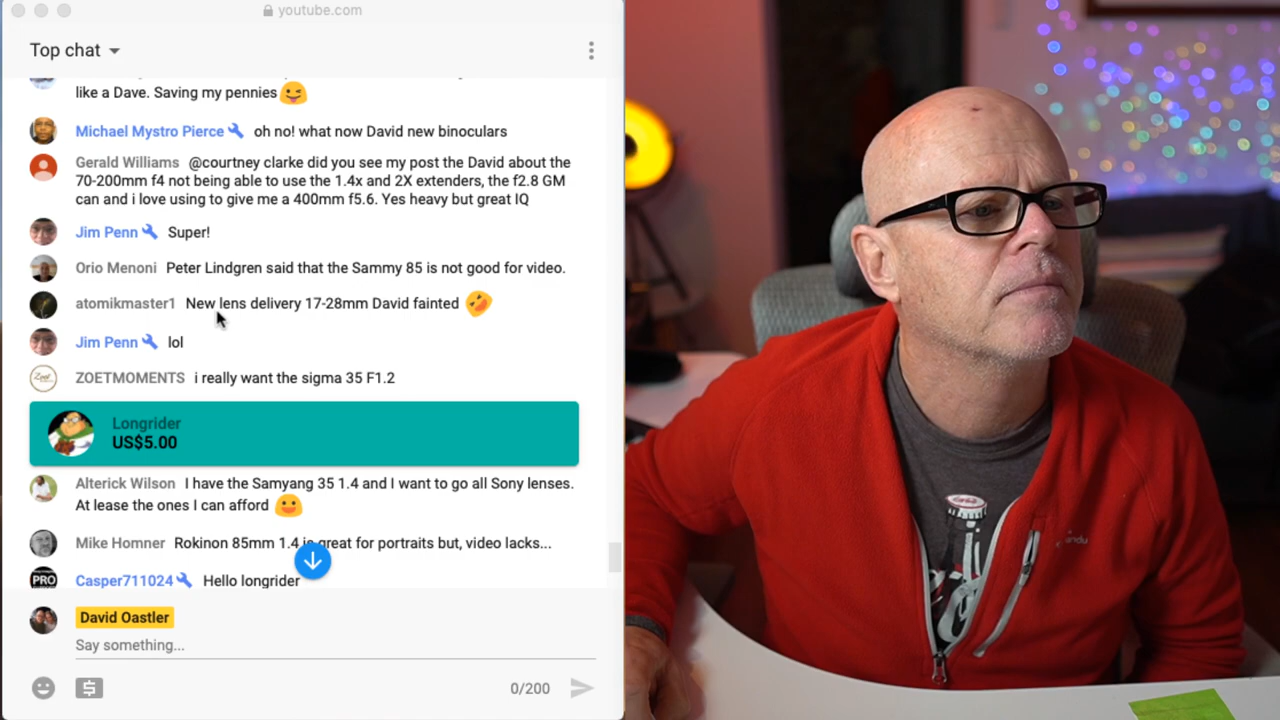 youtube.com
Top chat
like a Dave. Saving my pennies
Michael Mystro Pierce oh no! what now David new binoculars
Gerald Williams @courtney clarke did you see my post the David about the
70-200mm f4 not being able to use the 1.4x and 2X extenders, the f2.8 GM
can and i love using to give me a 400mm f5.6. Yes heavy but great IQ
Jim Penn Super!
Orio Menoni Peter Lindgren said that the Sammy 85 is not good for video.
atomikmaster1 New lens delivery 17-28mm David fainted
Jim Penn lol
ZOETMOMENTS i really want the sigma 35 F1.2
Longrider
US$5.00
Alterick Wilson I have the Samyang 35 1.4 and I want to go all Sony lenses.
At lease the ones I can afford
Mike Homner Rokinon 85mm 1.4 is great for portraits but, video lacks...
PRO
Casper711024 Hello longrider
David Oastler
Say something...
0/200